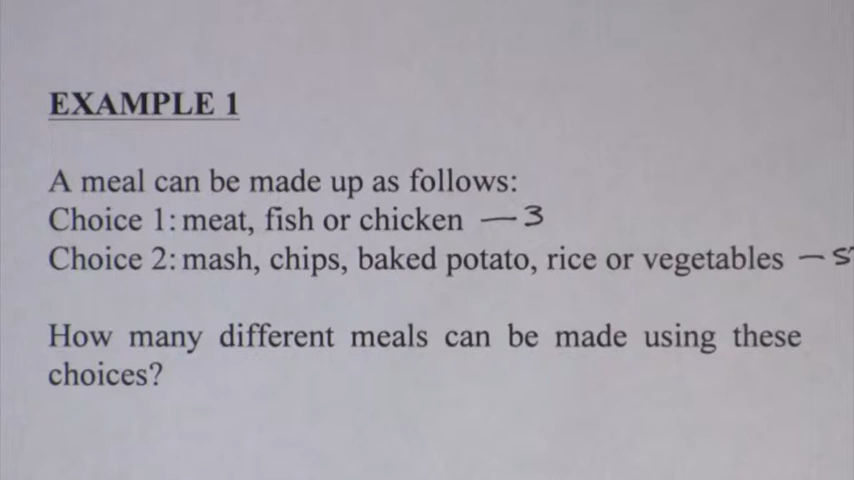 EXAMPLE 1
A meal can be made up as follows:
Choice 1: meat, fish or chicken — 3
Choice 2: mash, chips, baked potato, rice or vegetables — 5
How many different meals can be made using these
choices?